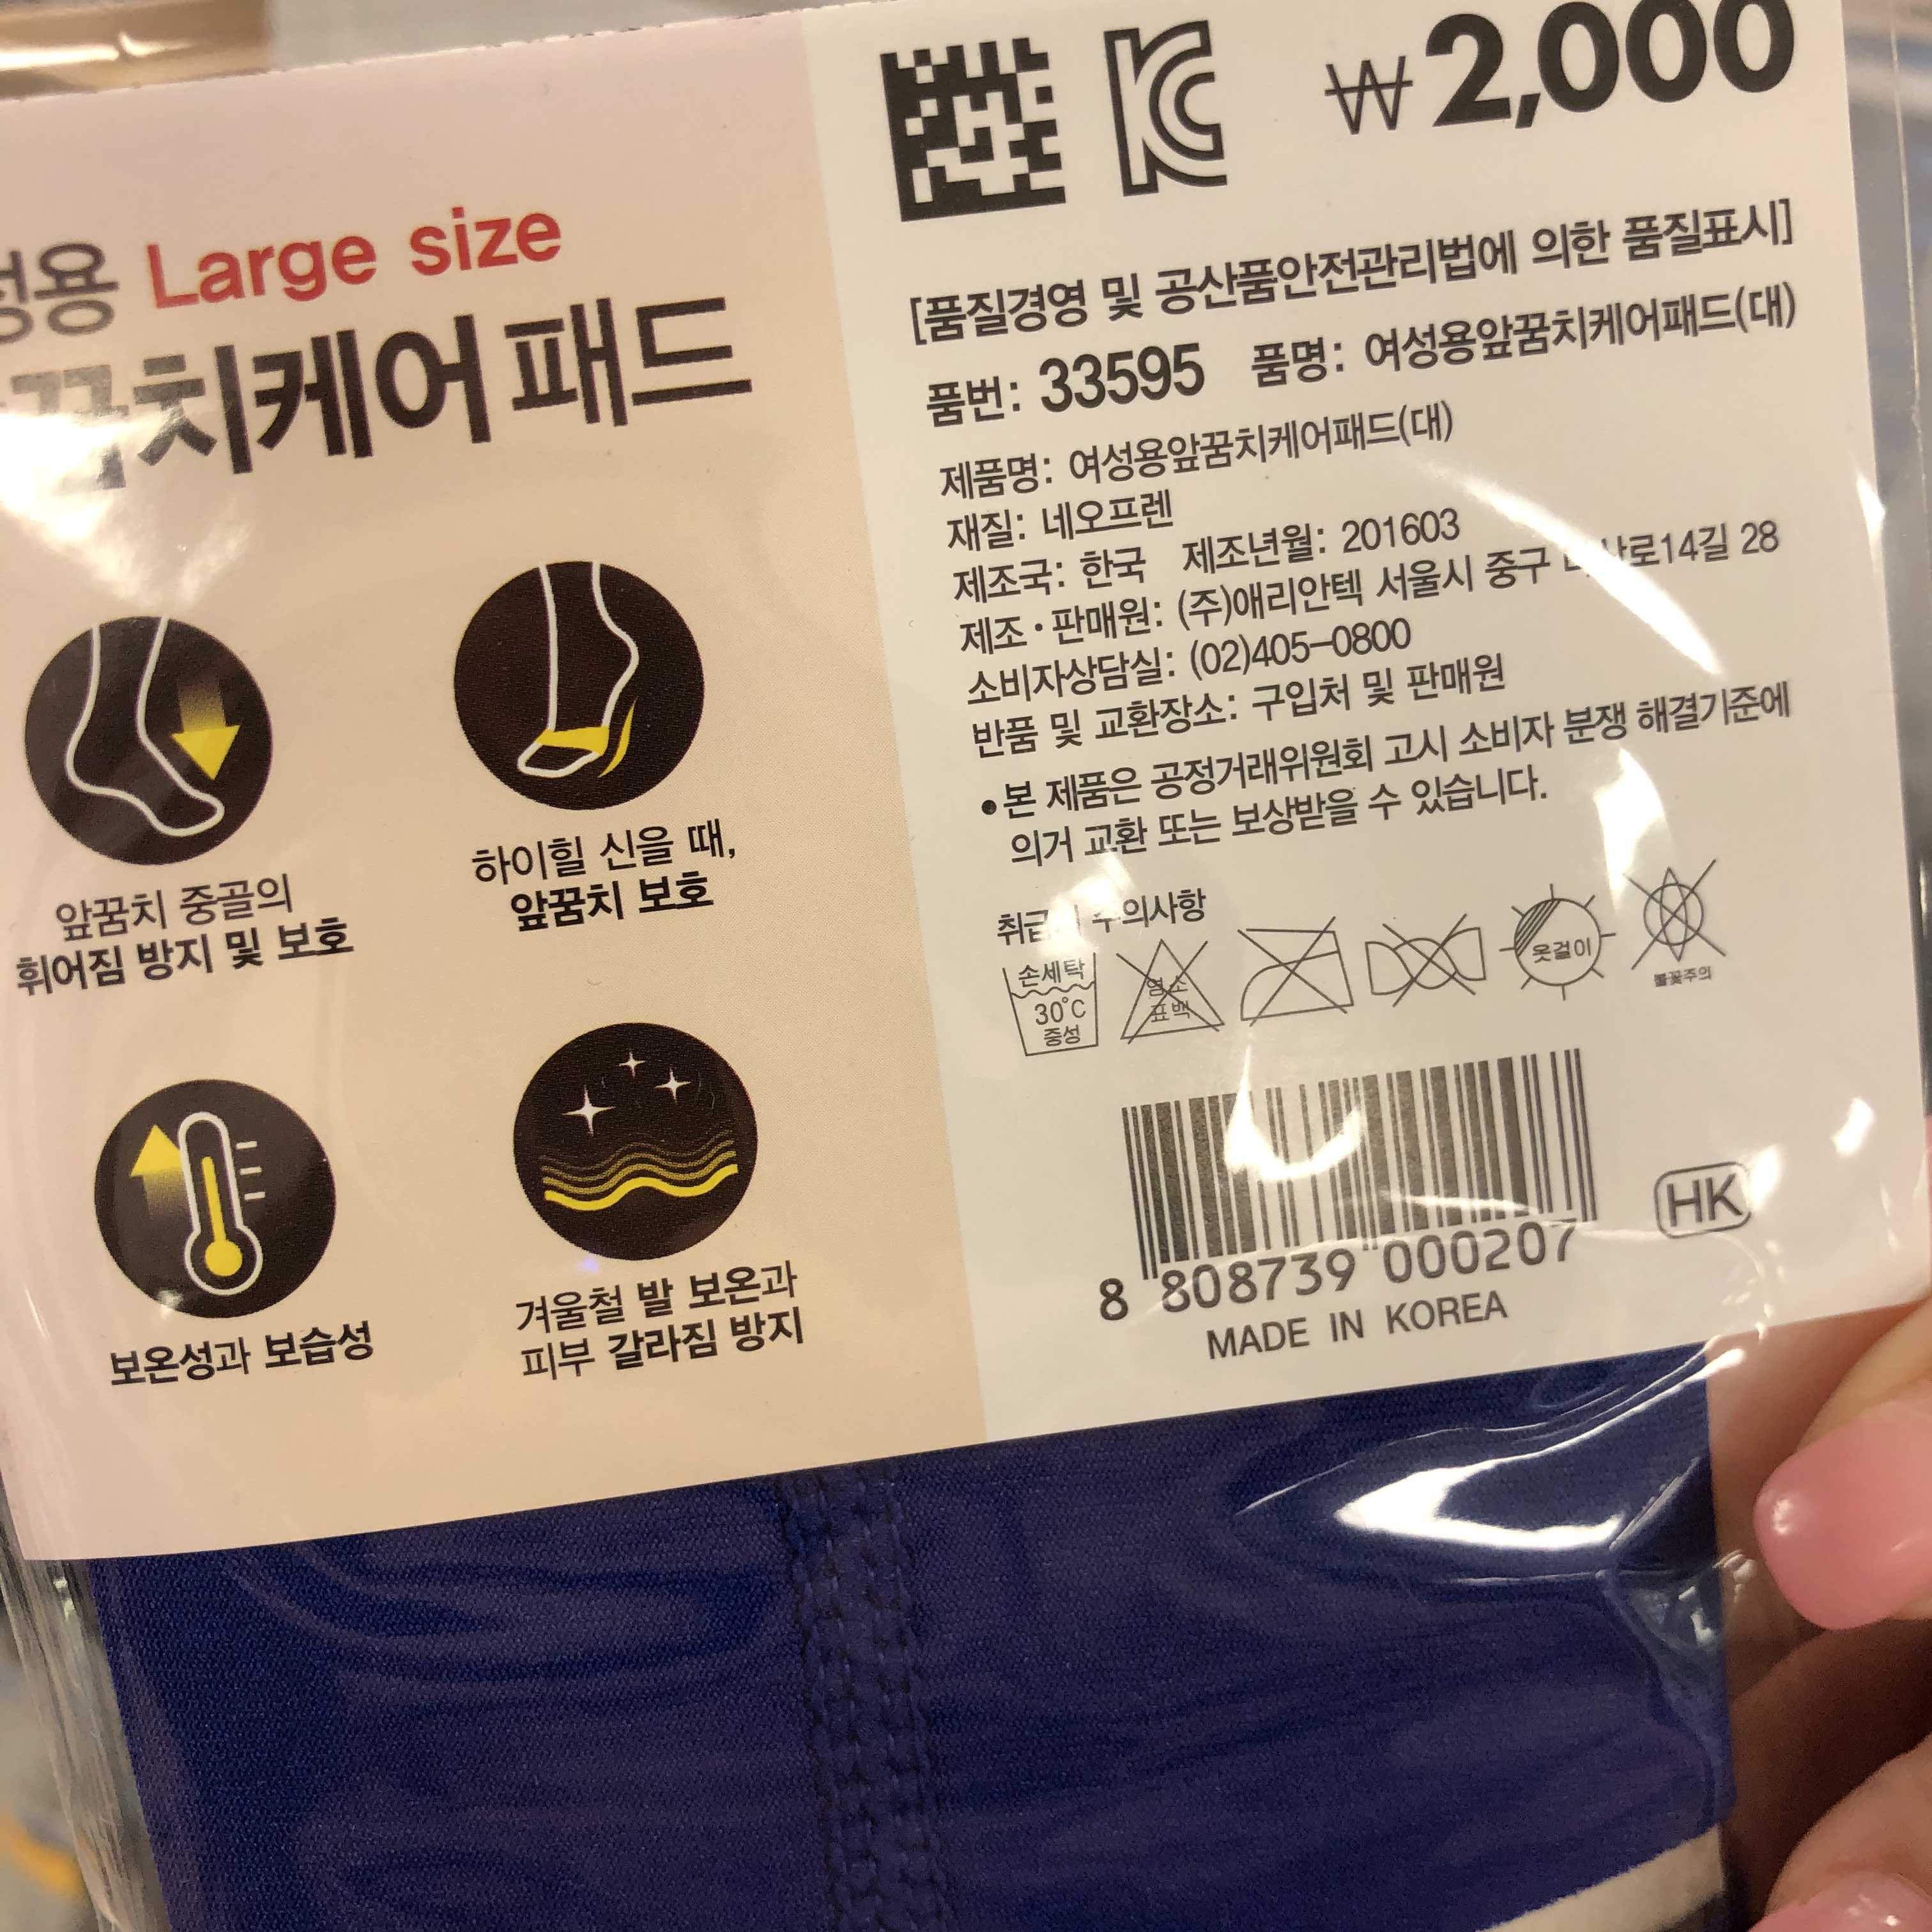 Large size
케어패드
앞꿈치 중골의
휘어짐 방지 및 보호
하이힐 신을 때,
앞꿈치 보호
보온성과 보습성
겨울철 발 보온과
피부 갈라짐 방지
₩2,000
[품질경영 및 공산품안전관리법에 의한 품질표시]
품번: 33595 품명: 여성용앞꿈치케어패드(대)
제품명: 여성용앞꿈치케어패드(대)
재질: 네오프렌
제조국: 한국 제조년월: 201603
제조·판매원: (주)애리안텍 서울시 중구 28
소비자상담실: (02)405-0800
반품 및 교환장소: 구입처 및 판매원
•본 제품은 공정거래위원회 고시 소비자 분쟁 해결기준에
의거 교환 또는 보상받을 수 있습니다.
주의사항
손세탁
30°C
중성
염소
표백
옷걸이
불꽃주의
8 808739 000207
HK
MADE IN KOREA